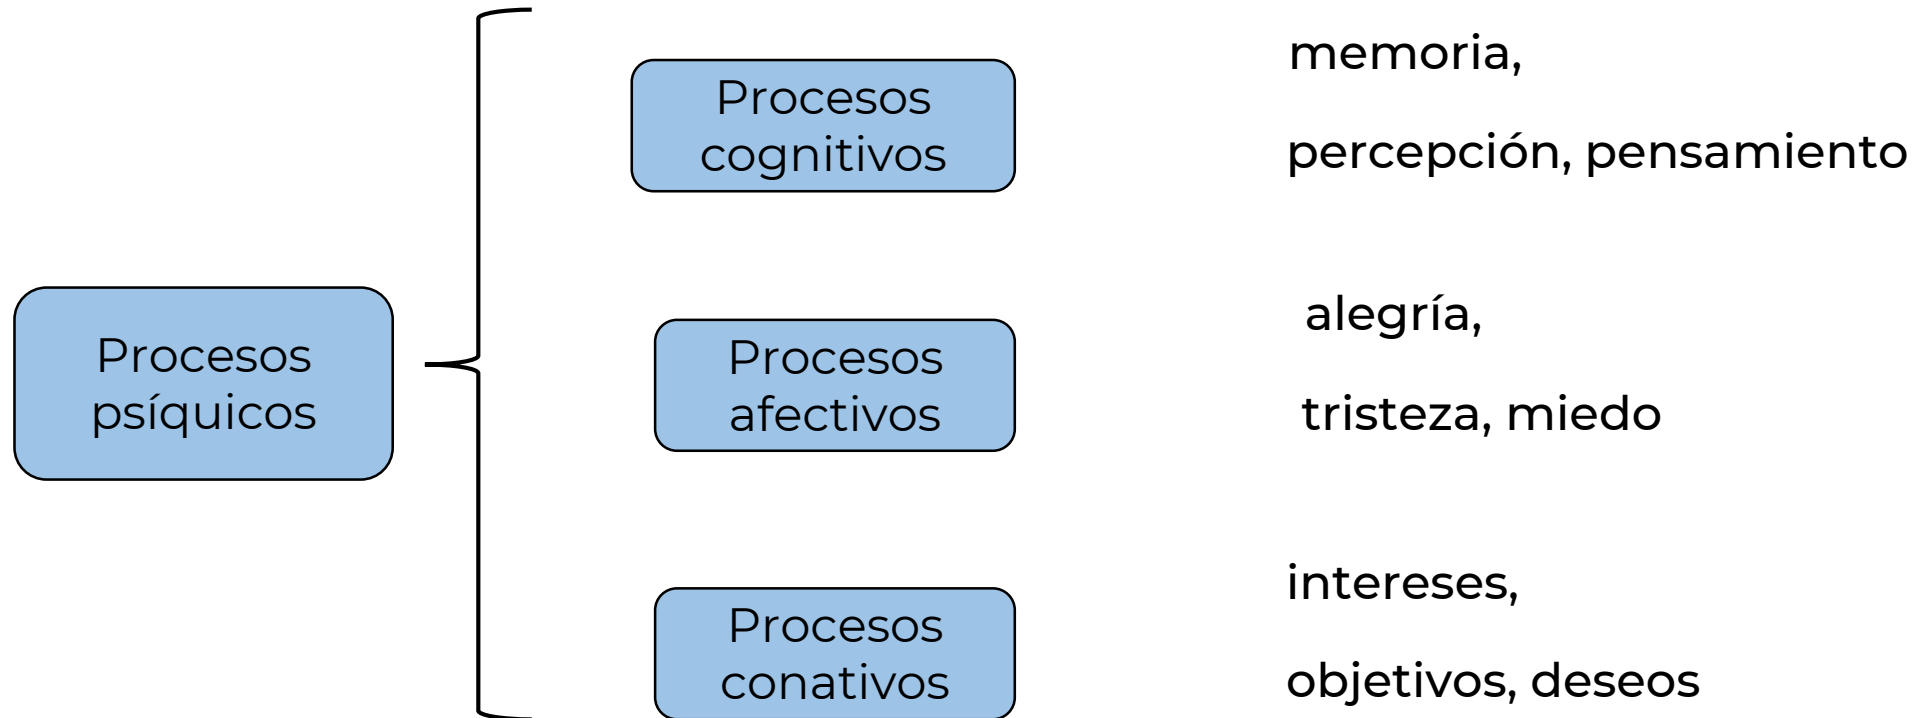 Procesos
psíquicos
Procesos
cognitivos
memoria,
percepción, pensamiento
Procesos
afectivos
alegría,
tristeza, miedo
Procesos
conativos
intereses,
objetivos, deseos